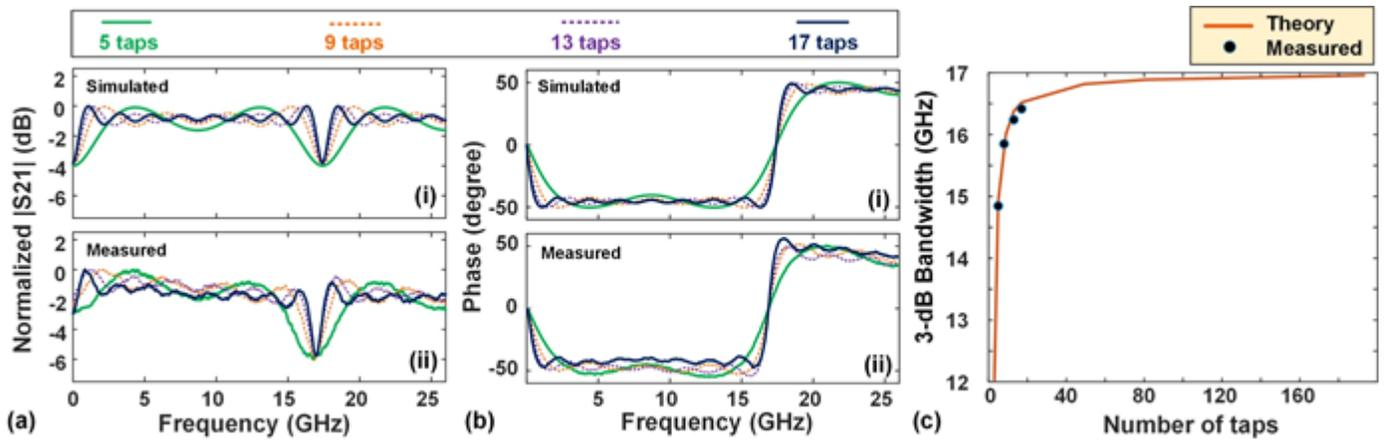 5 taps 9 taps 13 taps 17 taps
Theory
Measured
Normalized |S21| (dB)
2
0
-2
-4
-6
Simulated
(i)
2
0
-2
-4
-6
Measured
(ii)
0 5 10 15 20 25
(a) Frequency (GHz)
Phase (degree)
50
0
-50
Simulated
(i)
50
0
-50
Measured
(ii)
5 10 15 20 25
(b) Frequency (GHz)
3-dB Bandwidth (GHz)
17
16
15
14
13
12
0 40 80 120 160
(c) Number of taps